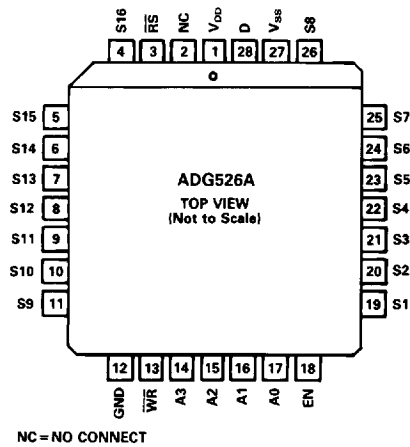 S16 RS NC VDD D VSS S8
4 3 2 1 28 27 26
S15 5 25 S7
S14 6 24 S6
S13 7 23 S5
S12 8 22 S4
S11 9 21 S3
S10 10 20 S2
S9 11 19 S1
ADG526A
TOP VIEW
(Not to Scale)
12 13 14 15 16 17 18
GND WR A3 A2 A1 A0 EN
NC = NO CONNECT